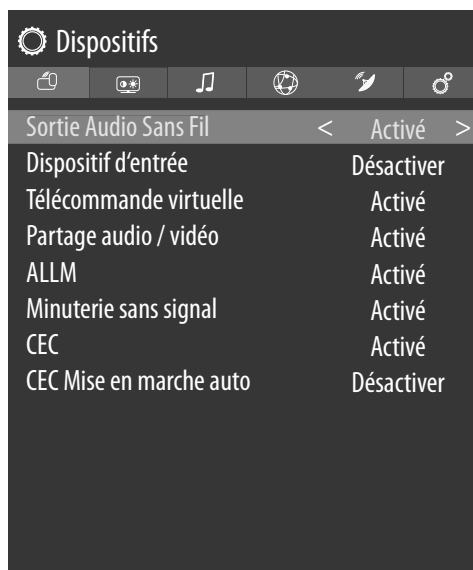 Dispositifs
Sortie Audio Sans Fil < Activé >
Dispositif d‘entrée Désactiver
Télécommande virtuelle Activé
Partage audio / vidéo Activé
ALLM Activé
Minuterie sans signal Activé
CEC Activé
CEC Mise en marche auto Désactiver